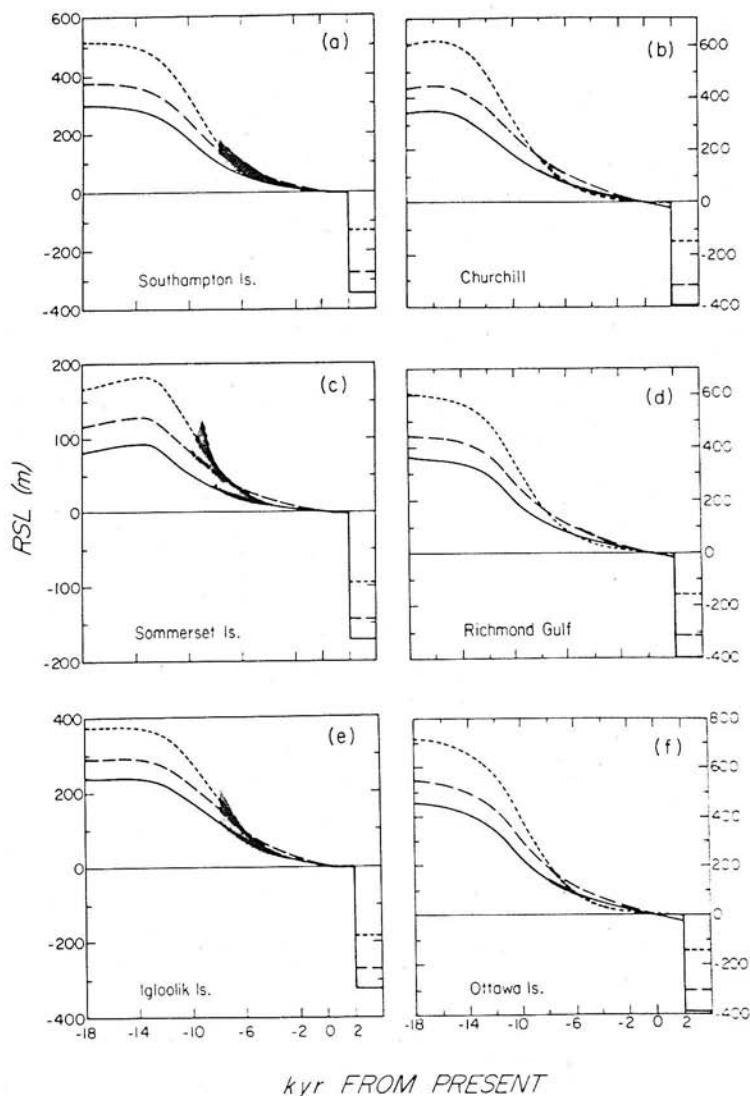 600
400
200
0
-200
-400
(a)
Southampton Is.
(b)
Churchill
600
400
200
0
-200
-400
200
100
0
-100
-200
(c)
Sommerset Is.
(d)
Richmond Gulf
600
400
200
0
-200
-400
RSL (m)
400
200
0
-200
-400
(e)
Igloolik Is.
(f)
Ottawa Is.
800
600
400
200
0
-200
-400
-18 -14 -10 -6 -2 0 2 4
-18 -14 -10 -6 -2 0 2 4
kyr FROM PRESENT